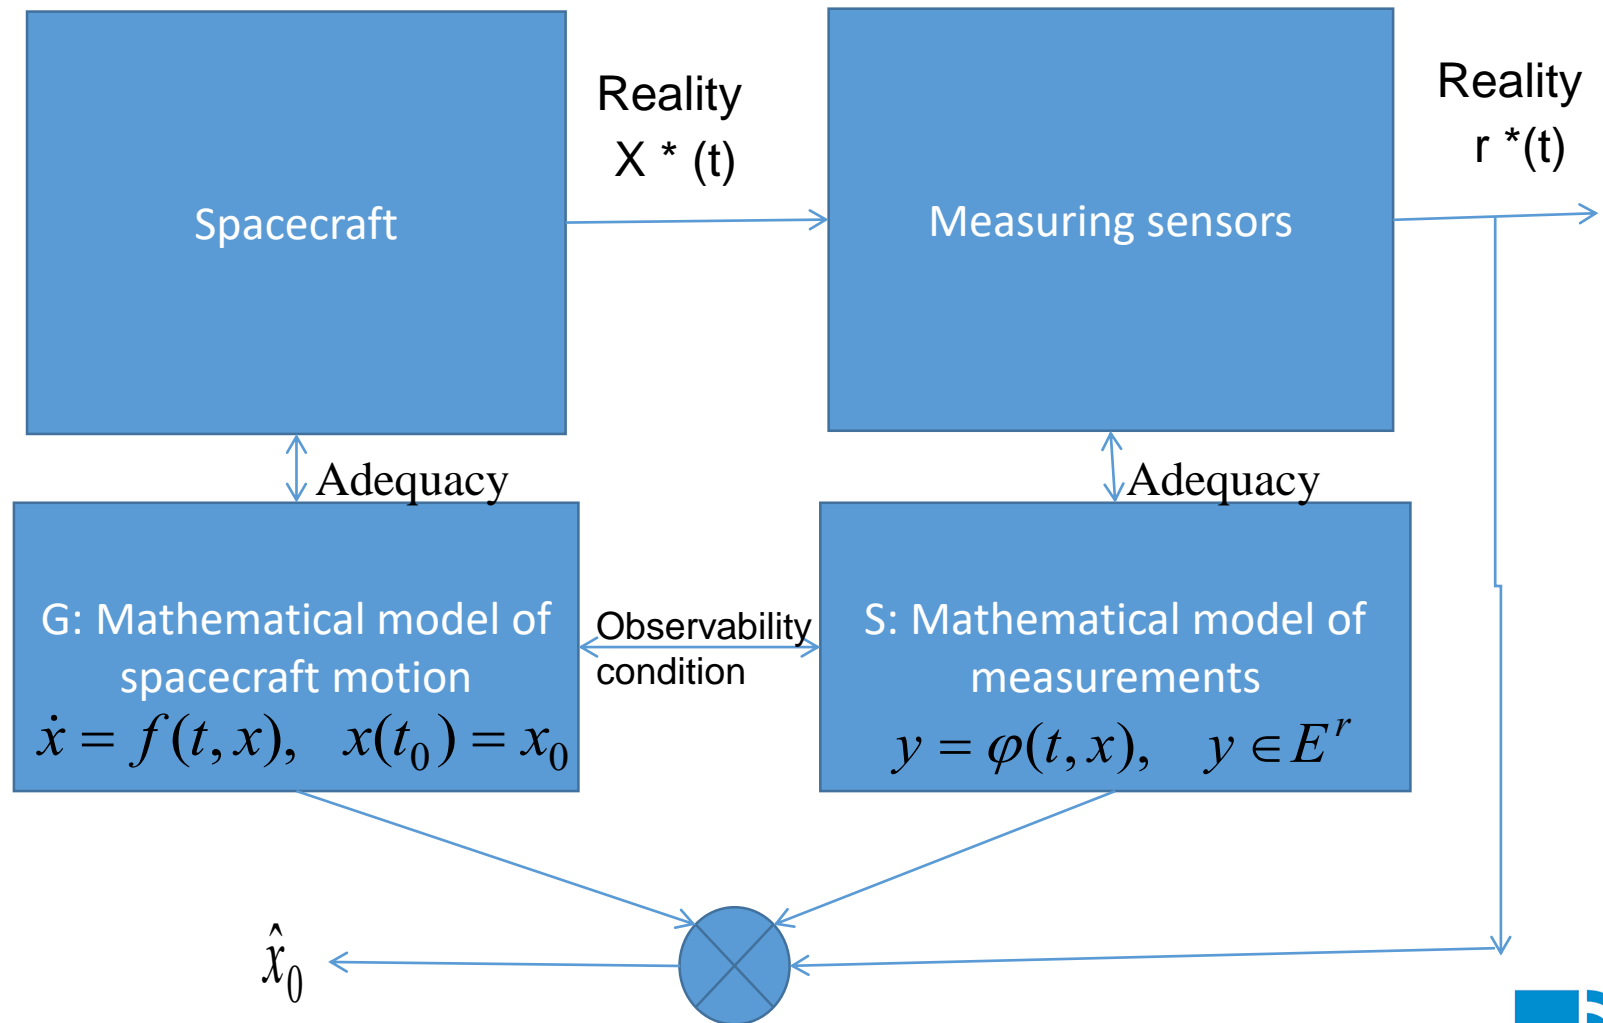 Spacecraft
Reality
X * (t)
Measuring sensors
Reality
r *(t)
Adequacy
Adequacy
G: Mathematical model of
spacecraft motion
ẋ = f(t, x), x(t₀) = x₀
Observability
condition
S: Mathematical model of
measurements
y = φ(t, x), y ∈ Eʳ
x̂₀